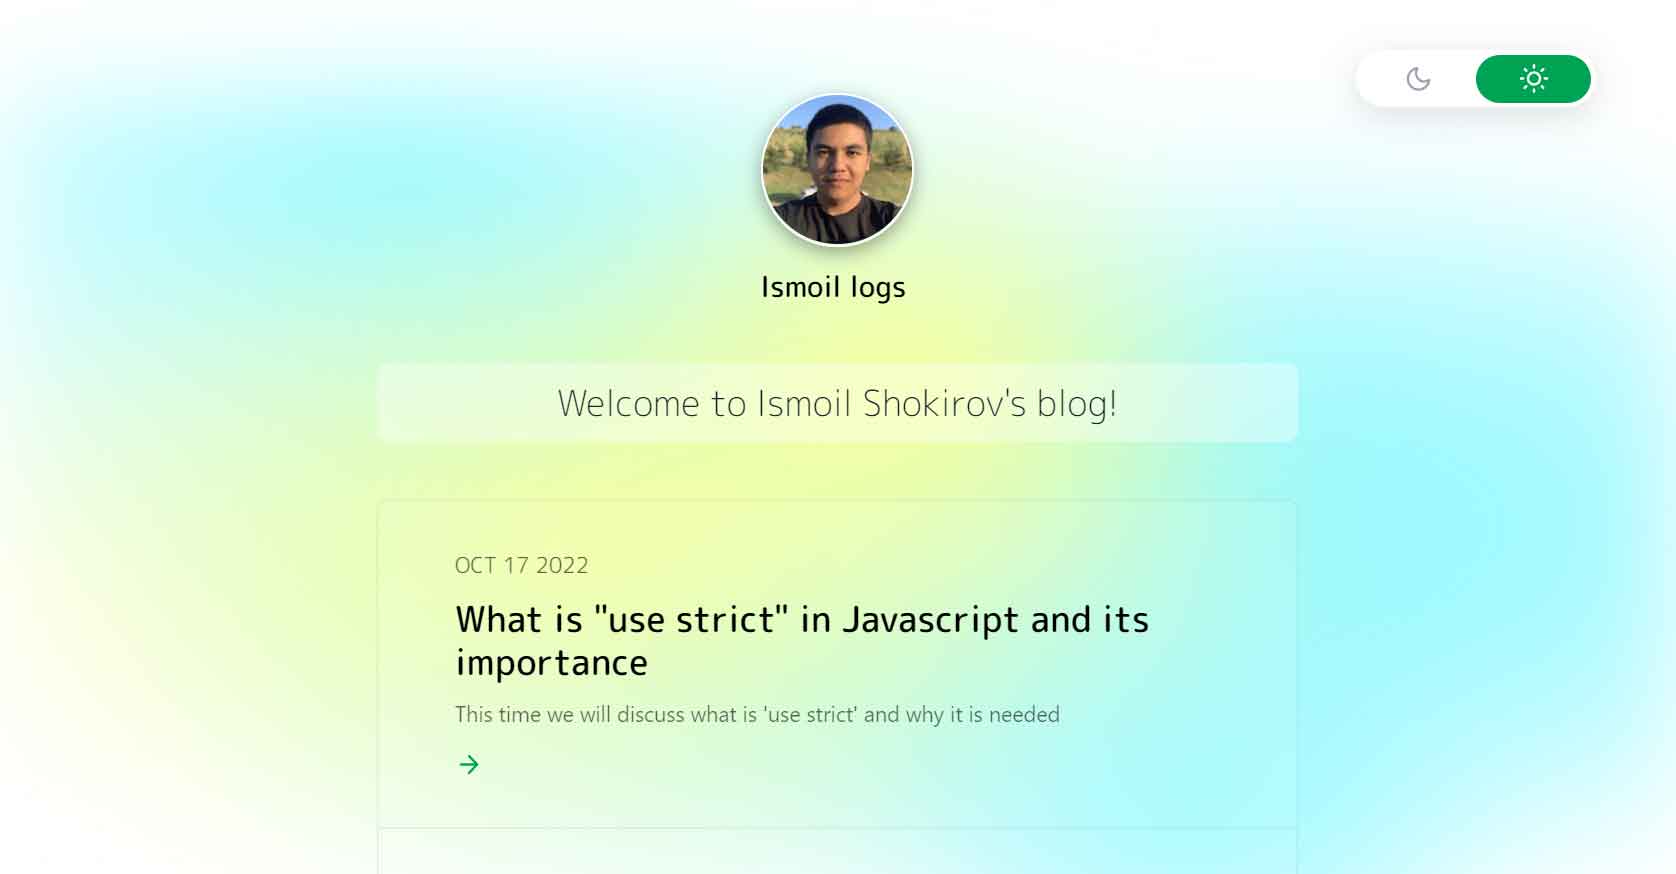 Ismoil logs
Welcome to Ismoil Shokirov's blog!
OCT 17 2022
What is "use strict" in Javascript and its
importance
This time we will discuss what is 'use strict' and why it is needed